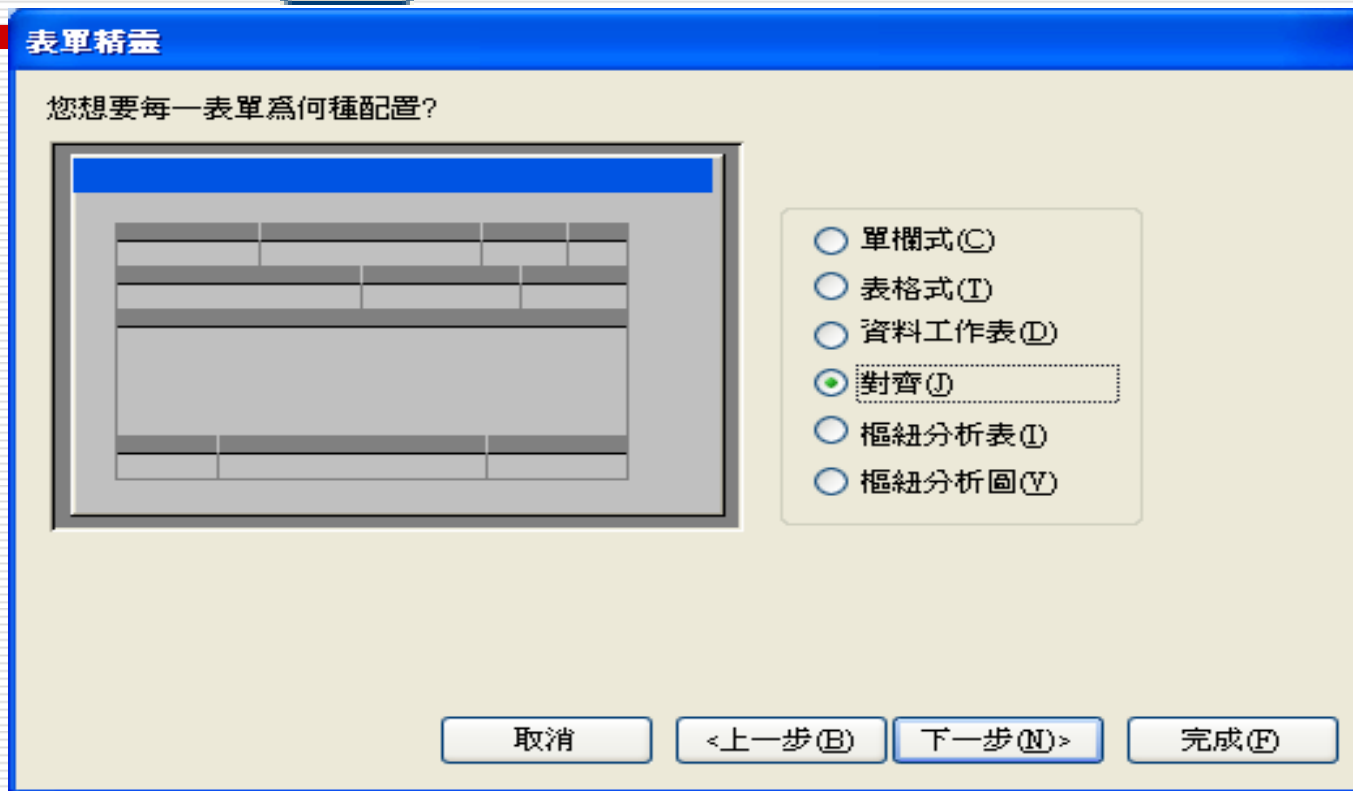 表單精靈
您想要每一表單爲何種配置?
單欄式(C)
表格式(T)
資料工作表(D)
對齊(J)
樞紐分析表(I)
樞紐分析圖(V)
取消
<上一步(B)
下一步(N)>
完成(F)